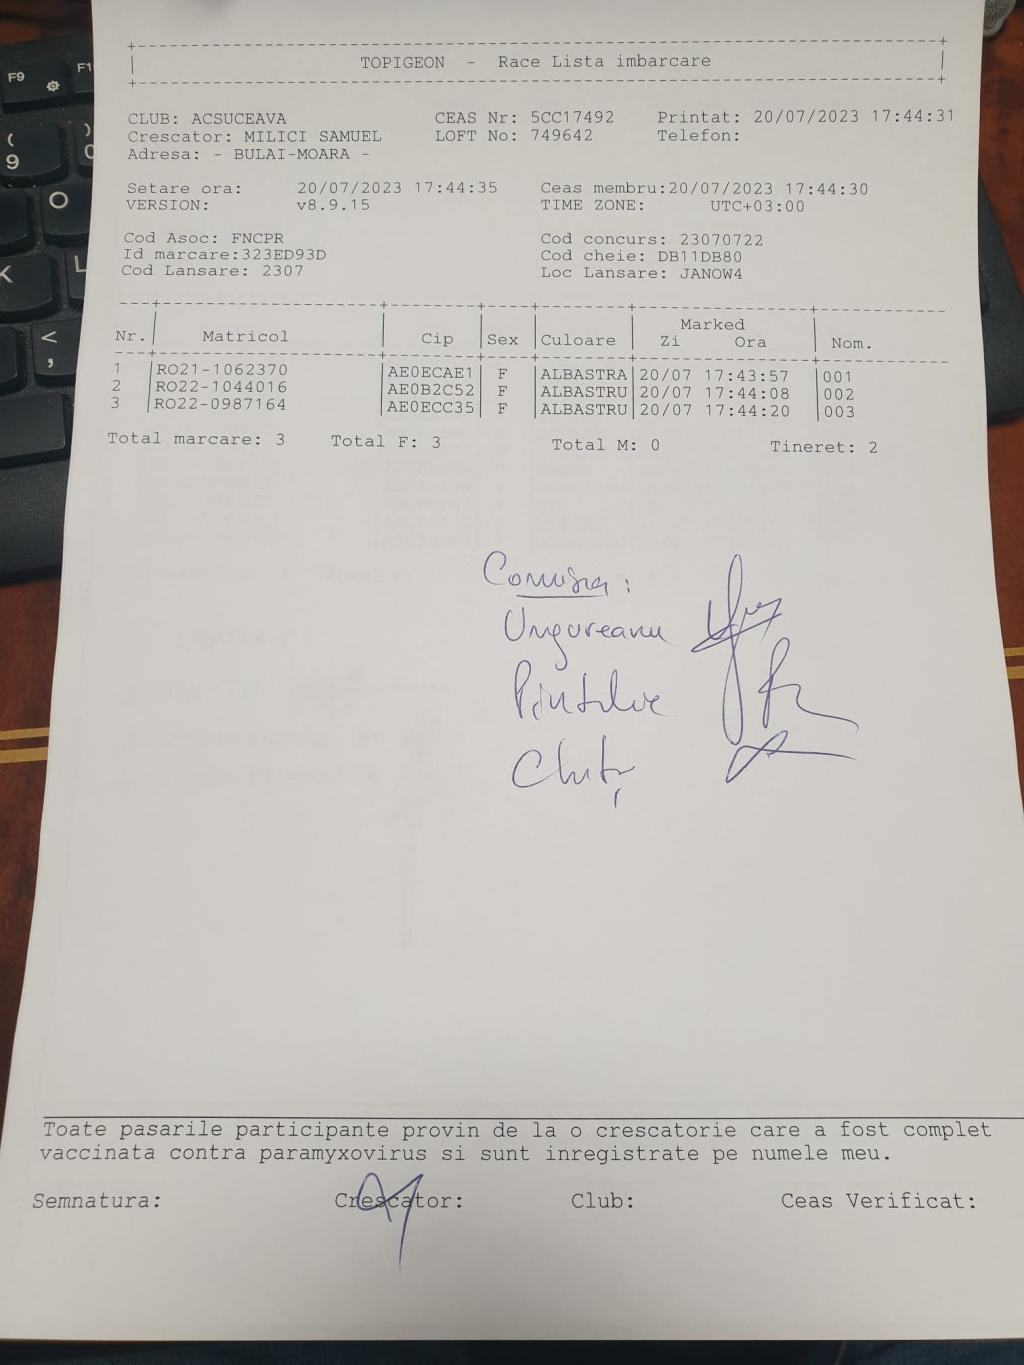 TOPIGEON - Race Lista imbarcare
CLUB: ACSUCEAVA CEAS Nr: 5CC17492 Printat: 20/07/2023 17:44:31
Crescator: MILICI SAMUEL LOFT No: 749642 Telefon:
Adresa: - BULAI-MOARA -
Setare ora: 20/07/2023 17:44:35 Ceas membru:20/07/2023 17:44:30
VERSION: v8.9.15 TIME ZONE: UTC+03:00
Cod Asoc: FNCPR Cod concurs: 23070722
Id marcare:323ED93D Cod cheie: DB11DB80
Cod Lansare: 2307 Loc Lansare: JANOW4
Marked
Nr. Matricol Cip Sex Culoare Zi Ora Nom.
1 RO21-1062370 AE0ECAE1 F ALBASTRA 20/07 17:43:57 001
2 RO22-1044016 AE0B2C52 F ALBASTRU 20/07 17:44:08 002
3 RO22-0987164 AE0ECC35 F ALBASTRU 20/07 17:44:20 003
Total marcare: 3 Total F: 3 Total M: 0 Tineret: 2
Comisia:
Ungureanu
Pintilie
Toate pasarile participante provin de la o crescatorie care a fost complet
vaccinata contra paramyxovirus si sunt inregistrate pe numele meu.
Semnatura: Crescator: Club: Ceas Verificat:
F9
F1
(
9
)
0
O
K
L
<
,